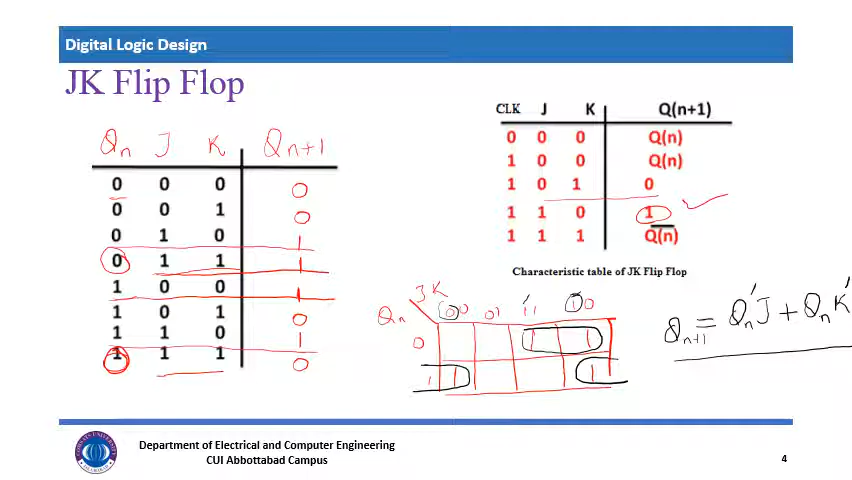 Digital Logic Design
JK Flip Flop
Qn J K Qn+1
0 0 0 0
0 0 1 0
0 1 0 1
0 1 1 1
1 0 0 1
1 0 1 0
1 1 0 1
1 1 1 0
CLK J K Q(n+1)
0 0 0 Q(n)
1 0 0 Q(n)
1 0 1 0
1 1 0 1
1 1 1 Q̅(n)
Characteristic table of JK Flip Flop
JK
Qn 00 01 11 10
0 1 1
1 1 1
Qn+1 = Qn'J + QnK'
Department of Electrical and Computer Engineering
CUI Abbottabad Campus
4